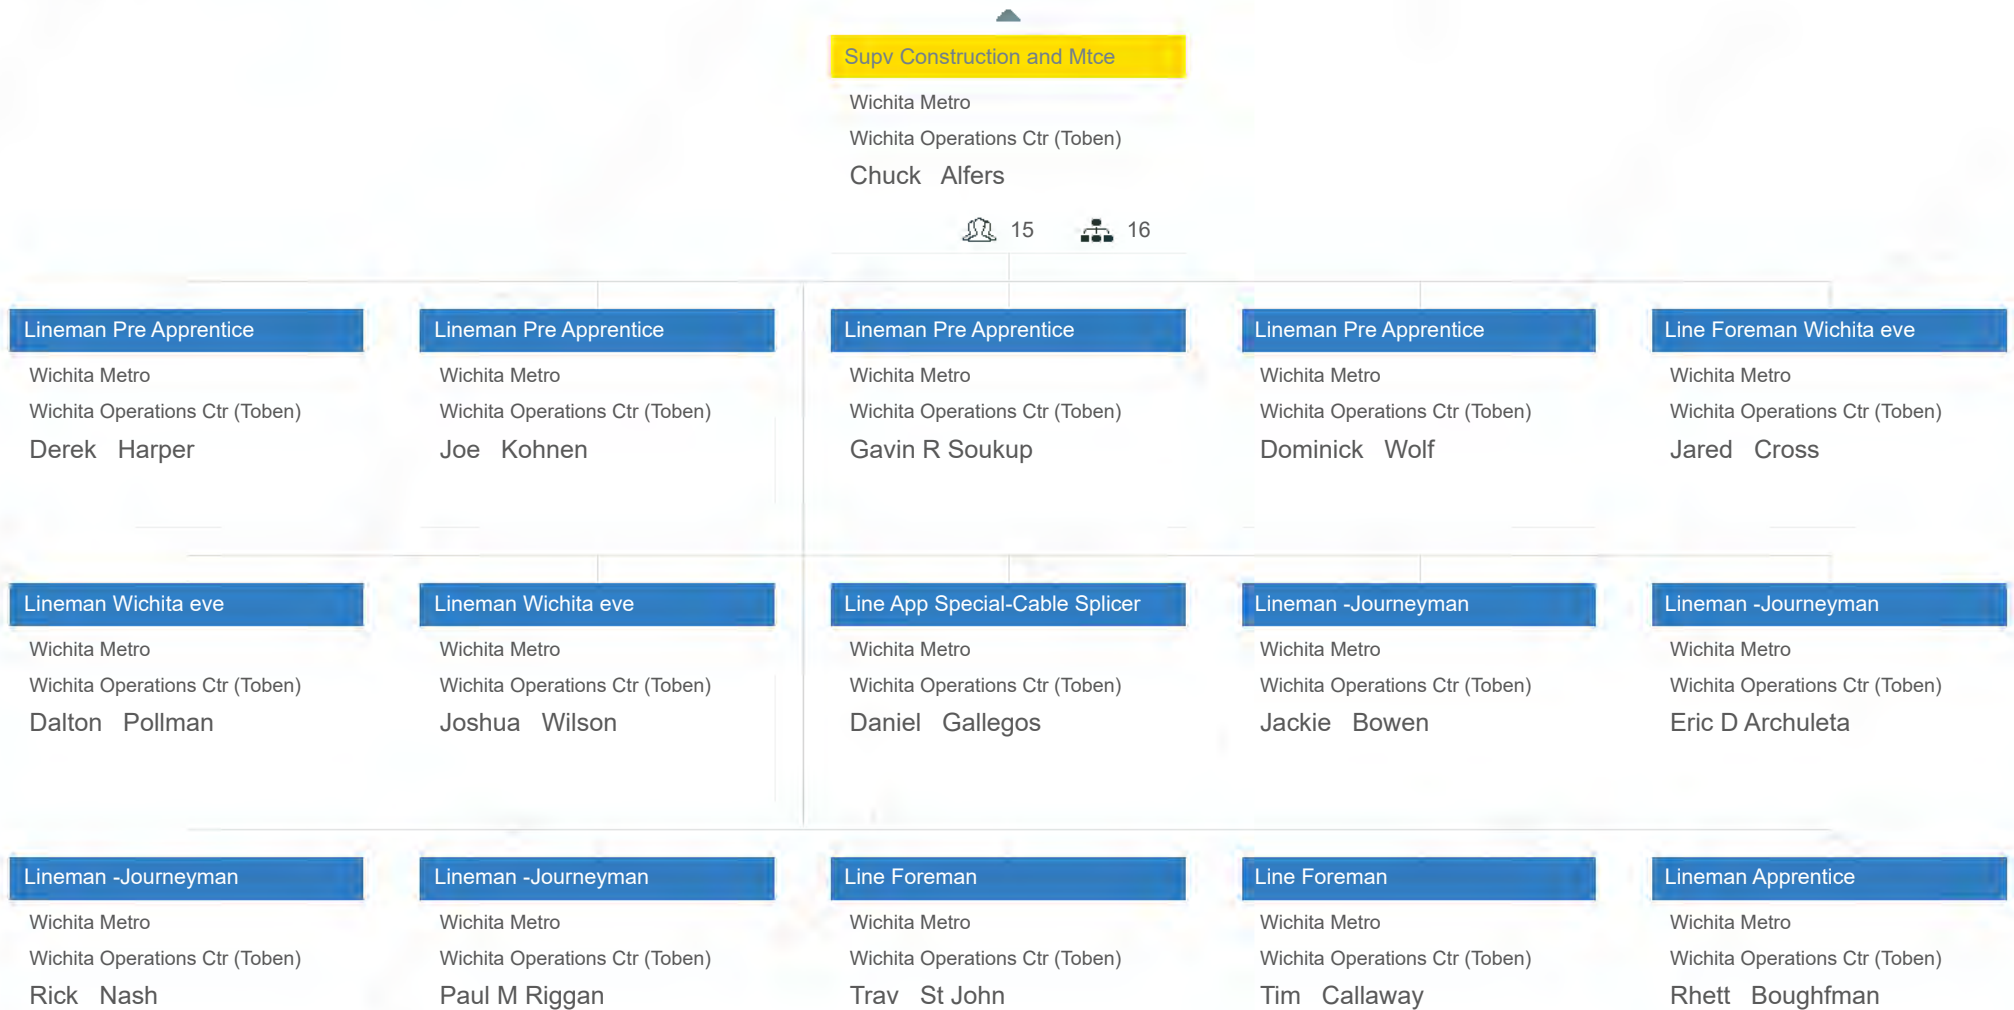 Supv Construction and Mtce
Wichita Metro
Wichita Operations Ctr (Toben)
Chuck Alfers
15 16
Lineman Pre Apprentice
Wichita Metro
Wichita Operations Ctr (Toben)
Derek Harper
Lineman Pre Apprentice
Wichita Metro
Wichita Operations Ctr (Toben)
Joe Kohnen
Lineman Pre Apprentice
Wichita Metro
Wichita Operations Ctr (Toben)
Gavin R Soukup
Lineman Pre Apprentice
Wichita Metro
Wichita Operations Ctr (Toben)
Dominick Wolf
Line Foreman Wichita eve
Wichita Metro
Wichita Operations Ctr (Toben)
Jared Cross
Lineman Wichita eve
Wichita Metro
Wichita Operations Ctr (Toben)
Dalton Pollman
Lineman Wichita eve
Wichita Metro
Wichita Operations Ctr (Toben)
Joshua Wilson
Line App Special-Cable Splicer
Wichita Metro
Wichita Operations Ctr (Toben)
Daniel Gallegos
Lineman -Journeyman
Wichita Metro
Wichita Operations Ctr (Toben)
Jackie Bowen
Lineman -Journeyman
Wichita Metro
Wichita Operations Ctr (Toben)
Eric D Archuleta
Lineman -Journeyman
Wichita Metro
Wichita Operations Ctr (Toben)
Rick Nash
Lineman -Journeyman
Wichita Metro
Wichita Operations Ctr (Toben)
Paul M Riggan
Line Foreman
Wichita Metro
Wichita Operations Ctr (Toben)
Trav St John
Line Foreman
Wichita Metro
Wichita Operations Ctr (Toben)
Tim Callaway
Lineman Apprentice
Wichita Metro
Wichita Operations Ctr (Toben)
Rhett Boughfman